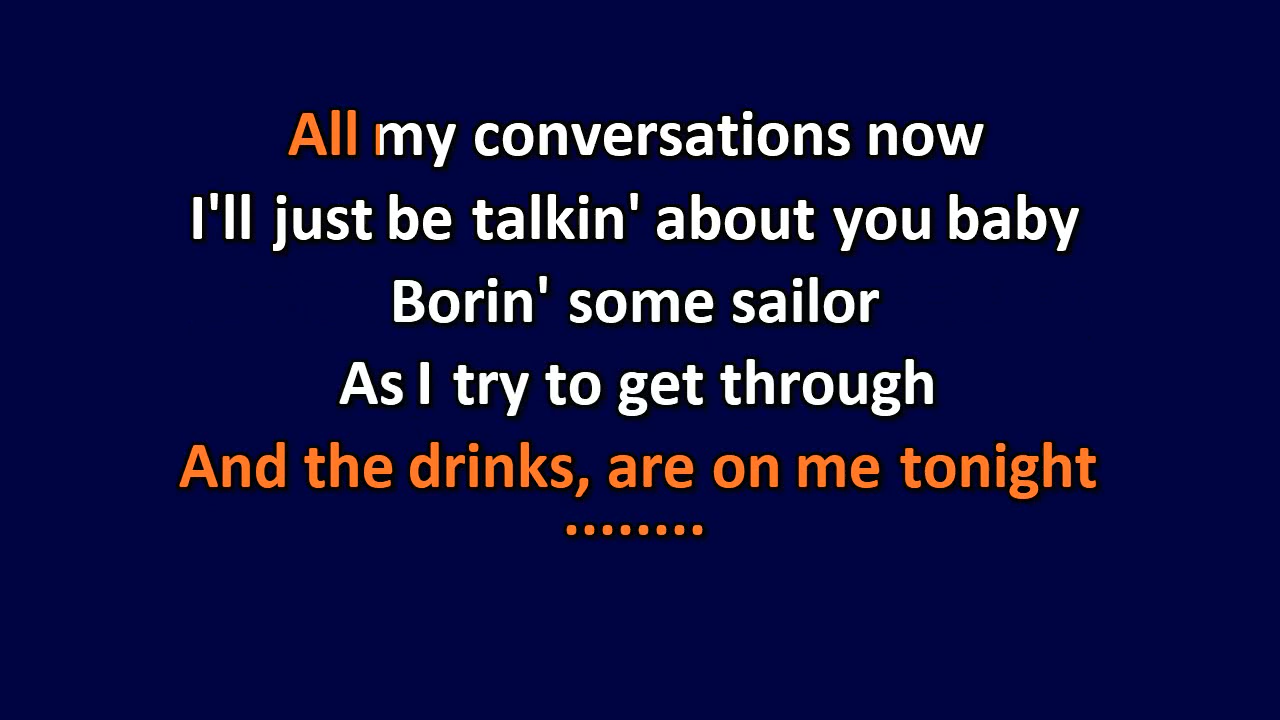 All my conversations now
I'll just be talkin' about you baby
Borin' some sailor
As I try to get through
And the drinks, are on me tonight
........